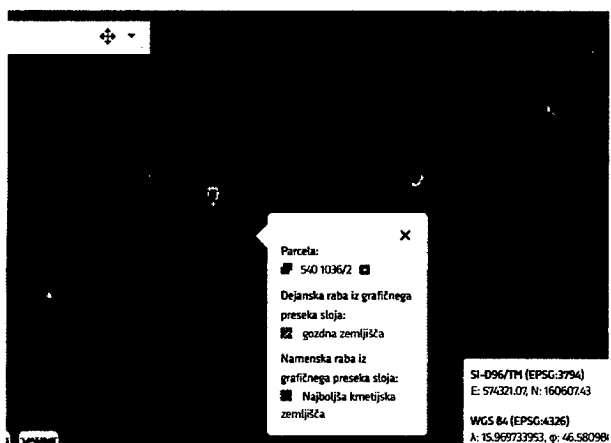 Parcela:
540 1036/2
Dejanska raba iz grafičnega
preseka sloja:
gozdna zemljišča
Namenska raba iz
grafičnega preseka sloja:
Najboljša kmetijska
zemljišča
SI-D96/TM (EPSG:3794)
E: 574321.07, N: 160607.43
WGS 84 (EPSG:4326)
λ: 15.969733953, φ: 46.58098